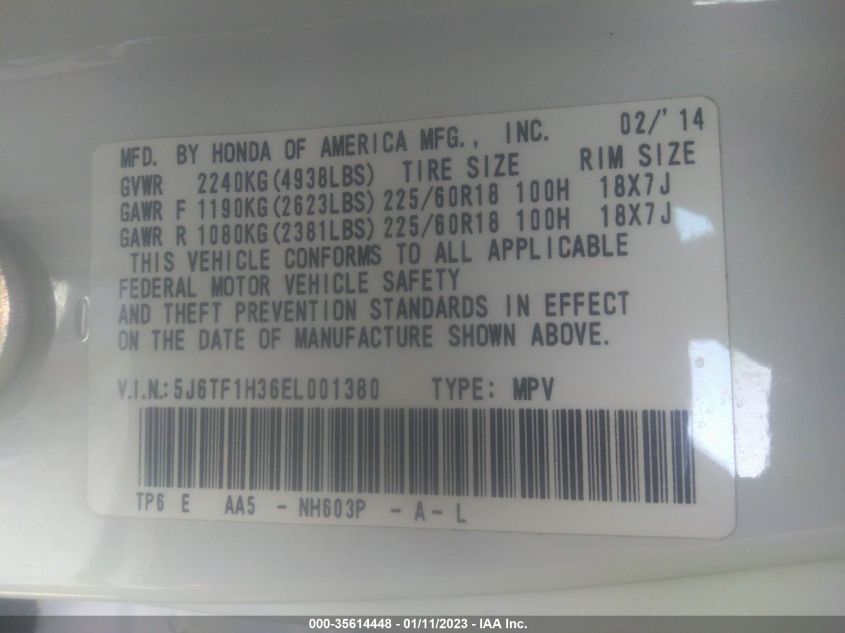 MFD. BY HONDA OF AMERICA MFG., INC. 02/'14
GVWR 2240KG(4938LBS) TIRE SIZE RIM SIZE
GAWR F 1190KG(2623LBS) 225/60R18 100H 18X7J
GAWR R 1080KG(2381LBS) 225/60R18 100H 18X7J
THIS VEHICLE CONFORMS TO ALL APPLICABLE
FEDERAL MOTOR VEHICLE SAFETY
AND THEFT PREVENTION STANDARDS IN EFFECT
ON THE DATE OF MANUFACTURE SHOWN ABOVE.
V.I.N.: 5J6TF1H36EL001380 TYPE: MPV
TP6 E AA5 - NH603P - A - L
000-35614448 - 01/11/2023 - IAA Inc.